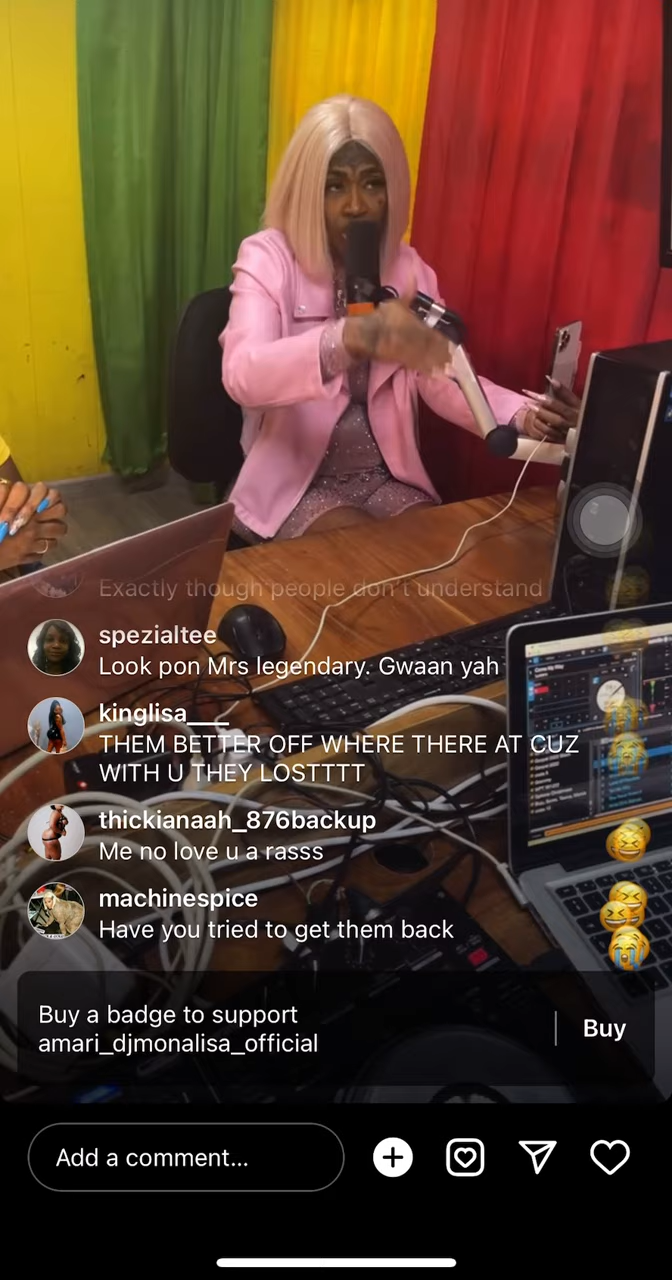 Exactly though people don't understand
spezialtee
Look pon Mrs legendary. Gwaan yah
kinglisa____
THEM BETTER OFF WHERE THERE AT CUZ
WITH U THEY LOSTTTT
thickianaah_876backup
Me no love u a rasss
machinespice
Have you tried to get them back
Buy a badge to support
amari_djmonalisa_official
Buy
Add a comment...